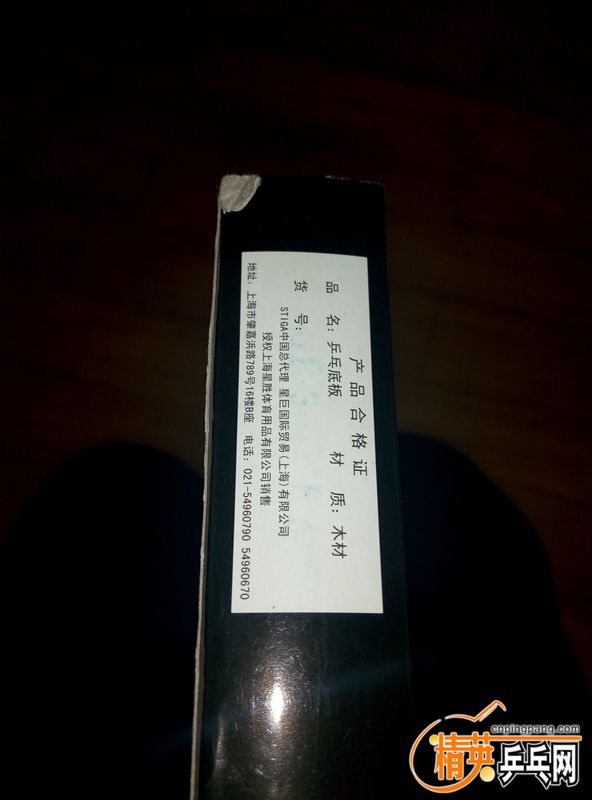 产品合格证
品 名：乒乓底板 材 质：木材
货 号：
STIGA中国总代理 星巨国际贸易(上海)有限公司
授权上海星胜体育用品有限公司销售
地址：上海市肇嘉浜路789号16楼B座 电话：021-54960790 54960670
cnpingpang.com
精英乒乓网